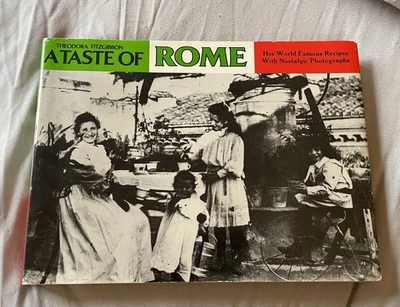 THEODORA FITZGIBBON
A TASTE OF ROME
Her World Famous Recipes
With Nostalgic Photographs